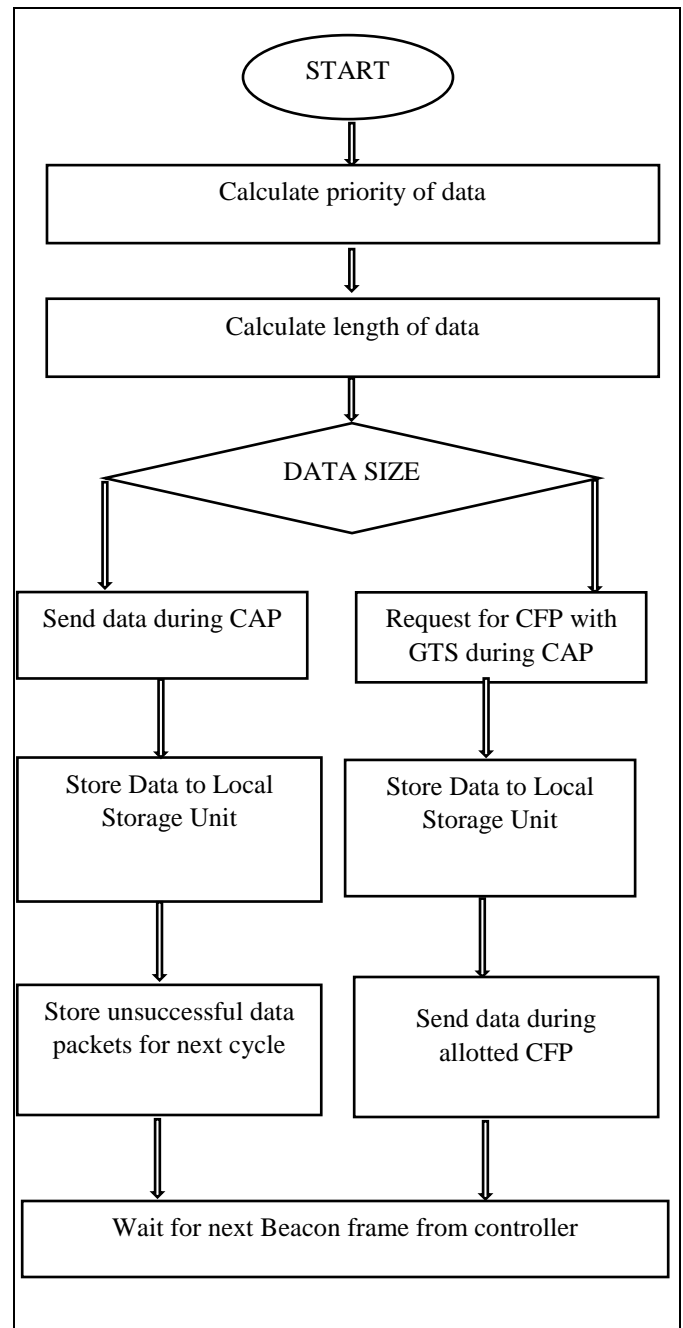 START
Calculate priority of data
Calculate length of data
DATA SIZE
Send data during CAP
Request for CFP with
GTS during CAP
Store Data to Local
Storage Unit
Store Data to Local
Storage Unit
Store unsuccessful data
packets for next cycle
Send data during
allotted CFP
Wait for next Beacon frame from controller